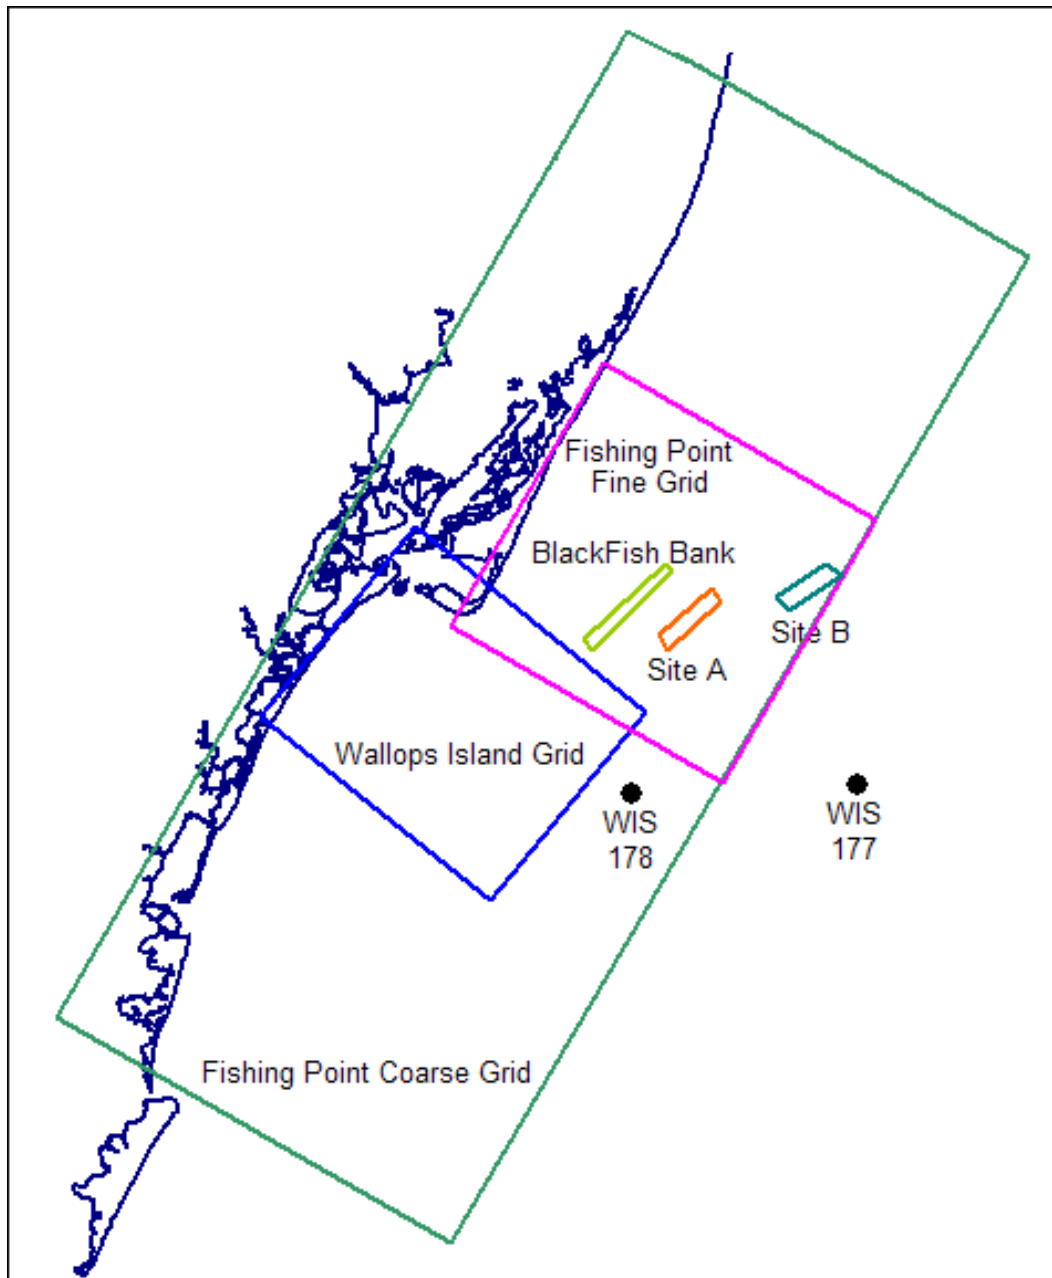 Fishing Point
Fine Grid
BlackFish Bank
Site B
Site A
Wallops Island Grid
WIS
178
WIS
177
Fishing Point Coarse Grid